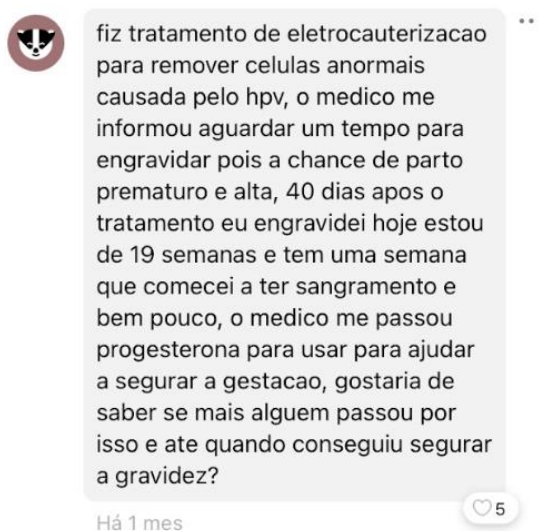 fiz tratamento de eletrocauterizacao
para remover celulas anormais
causada pelo hpv, o medico me
informou aguardar um tempo para
engravidar pois a chance de parto
prematuro e alta, 40 dias apos o
tratamento eu engravidei hoje estou
de 19 semanas e tem uma semana
que comecei a ter sangramento e
bem pouco, o medico me passou
progesterona para usar para ajudar
a segurar a gestacao, gostaria de
saber se mais alguem passou por
isso e ate quando conseguiu segurar
a gravidez?
5
Há 1 mes